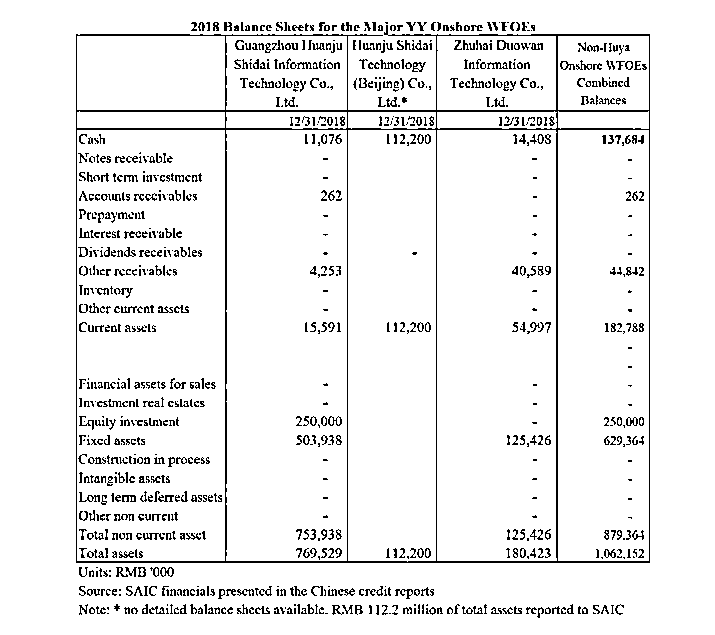 2018 Balance Sheets for the Major YY Onshore WFOEs
Guangzhou Huanju Shidai Information Technology Co., Ltd. | Huanju Shidai Technology (Beijing) Co., Ltd.* | Zhuhai Duowan Information Technology Co., Ltd. | Non-Huya Onshore WFOEs Combined Balances
12/31/2018 12/31/2018 12/31/2018
Cash 11,076 112,200 14,408 137,684
Notes receivable - - -
Short term investment - - -
Accounts receivables 262 - 262
Prepayment - - -
Interest receivable - - -
Dividends receivables - - - -
Other receivables 4,253 40,589 44,842
Inventory - - -
Other current assets - - -
Current assets 15,591 112,200 54,997 182,788
-
-
Financial assets for sales - - -
Investment real estates - - -
Equity investment 250,000 - 250,000
Fixed assets 503,938 125,426 629,364
Construction in process - - -
Intangible assets - - -
Long term deferred assets - - -
Other non current - - -
Total non current asset 753,938 125,426 879,364
Total assets 769,529 112,200 180,423 1,062,152
Units: RMB '000
Source: SAIC financials presented in the Chinese credit reports
Note: * no detailed balance sheets available. RMB 112.2 million of total assets reported to SAIC